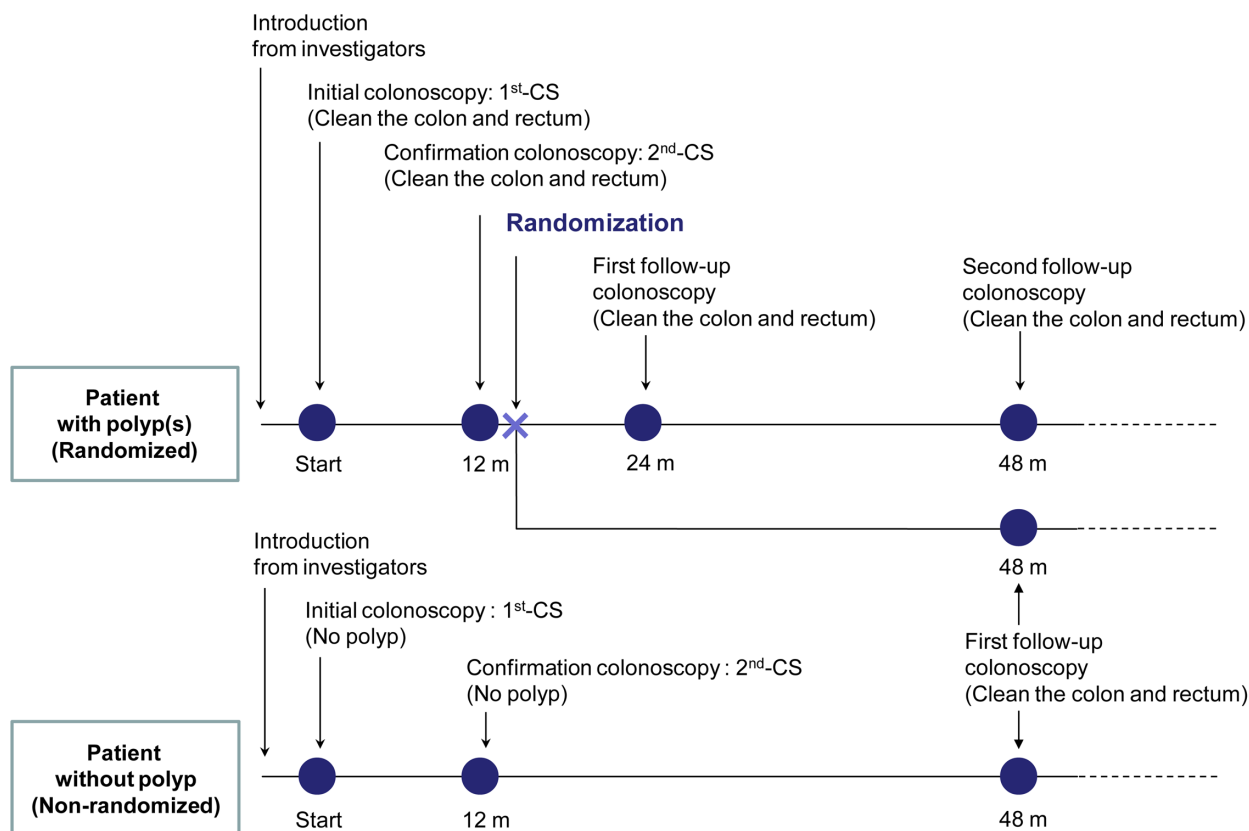 Introduction
from investigators
Initial colonoscopy: 1st-CS
(Clean the colon and rectum)
Confirmation colonoscopy: 2nd-CS
(Clean the colon and rectum)
Randomization
First follow-up
colonoscopy
(Clean the colon and rectum)
Second follow-up
colonoscopy
(Clean the colon and rectum)
Patient
with polyp(s)
(Randomized)
Start
12 m
24 m
48 m
48 m
Introduction
from investigators
Initial colonoscopy : 1st-CS
(No polyp)
Confirmation colonoscopy : 2nd-CS
(No polyp)
First follow-up
colonoscopy
(Clean the colon and rectum)
Patient
without polyp
(Non-randomized)
Start
12 m
48 m